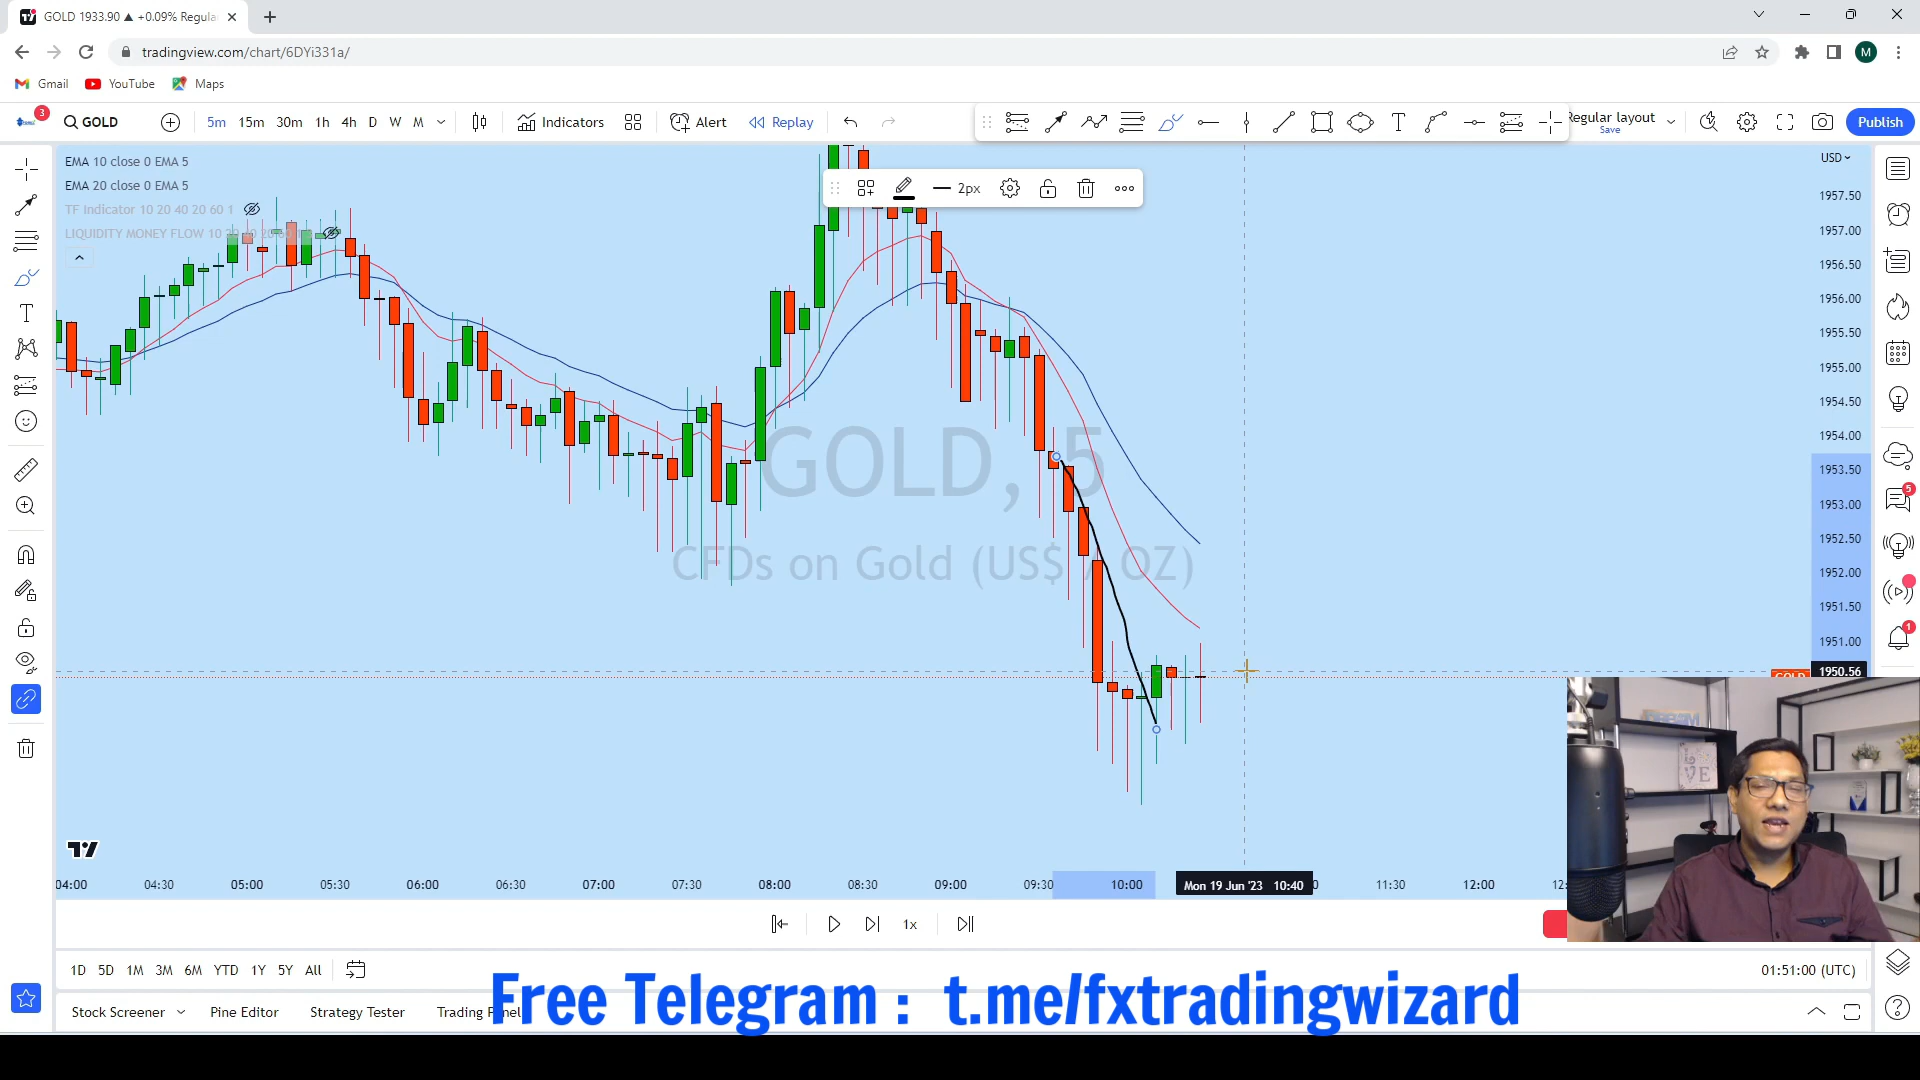 GOLD 1933.90 ▲ +0.09% Regula
tradingview.com/chart/6DYi331a/
M
Gmail YouTube Maps
3
GOLD 5m 15m 30m 1h 4h D W M Indicators Alert Replay
Regular layout
Save
Publish
EMA 10 close 0 EMA 5
EMA 20 close 0 EMA 5
TF Indicator 10 20 40 20 60 1
LIQUIDITY MONEY FLOW 10 20
2px
USD
1957.50
1957.00
1956.50
1956.00
1955.50
1955.00
1954.50
1954.00
1953.50
1953.00
1952.50
1952.00
1951.50
1951.00
1950.56
GOLD
GOLD, 5
CFDs on Gold (US$ / OZ)
5
1
04:00 04:30 05:00 05:30 06:00 06:30 07:00 07:30 08:00 08:30 09:00 09:30 10:00 Mon 19 Jun '23 10:40 11:30 12:00
1x
1D 5D 1M 3M 6M YTD 1Y 5Y All
01:51:00 (UTC)
Stock Screener Pine Editor Strategy Tester Trading Panel
Free Telegram : t.me/fxtradingwizard